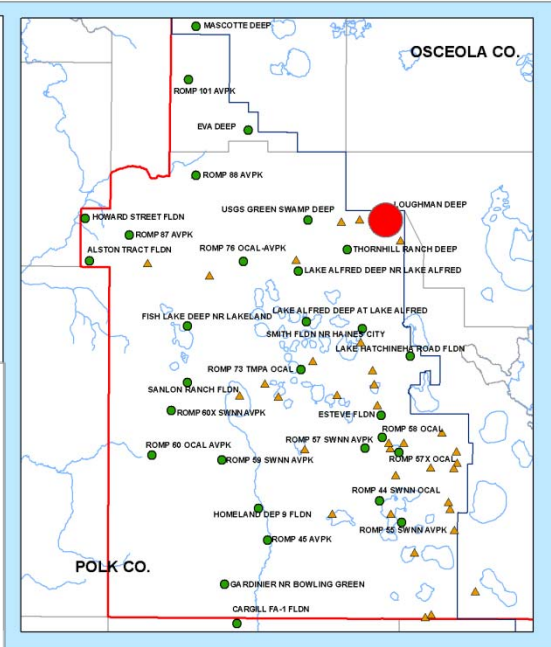 MASCOTTE DEEP
OSCEOLA CO.
ROMP 101 AVPK
EVA DEEP
ROMP 88 AVPK
LOUGHMAN DEEP
USGS GREEN SWAMP DEEP
HOWARD STREET FLDN
ROMP 87 AVPK
ALSTON TRACT FLDN
ROMP 76 OCAL-AVPK
THORNHILL RANCH DEEP
LAKE ALFRED DEEP NR LAKE ALFRED
LAKE ALFRED DEEP AT LAKE ALFRED
FISH LAKE DEEP NR LAKELAND
SMITH FLDN NR HAINES CITY
LAKE HATCHINEHA ROAD FLDN
ROMP 73 TMPA OCAL
SANLON RANCH FLDN
ROMP 60X SWNN AVPK
ESTEVE FLDN
ROMP 58 OCAL
ROMP 60 OCAL AVPK
ROMP 57 SWNN AVPK
ROMP 59 SWNN AVPK
ROMP 57X OCAL
ROMP 44 SWNN OCAL
HOMELAND DEP 9 FLDN
ROMP 55 SWNN AVPK
ROMP 45 AVPK
POLK CO.
GARDINIER NR BOWLING GREEN
CARGILL FA-1 FLDN